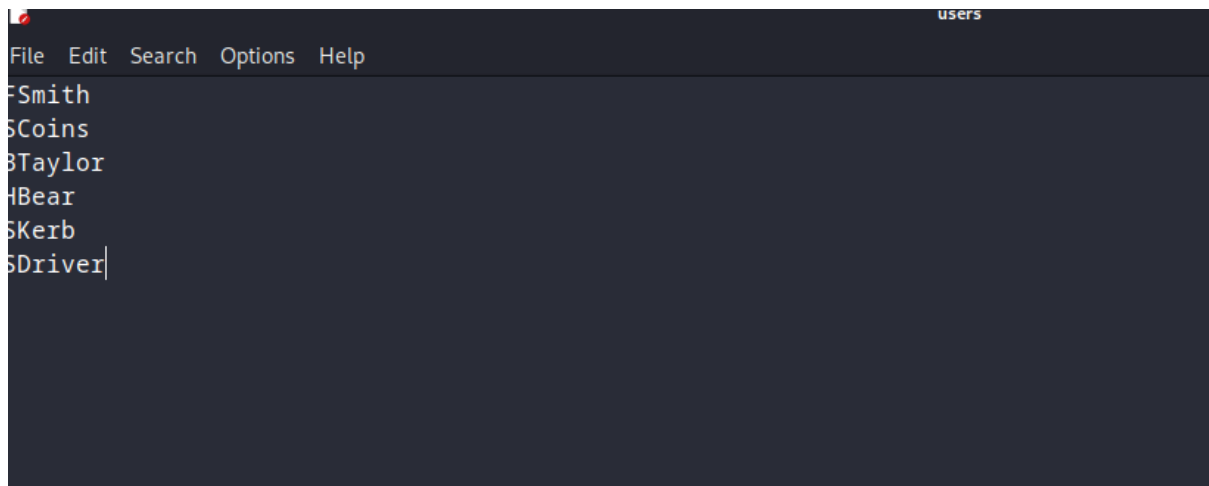 users
File Edit Search Options Help
FSmith
SCoins
BTaylor
HBear
SKerb
SDriver